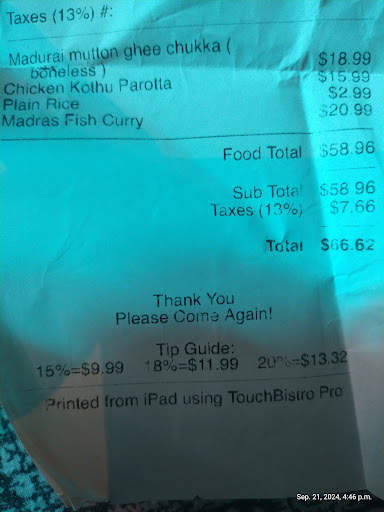 Taxes (13%) #:
Madurai mutton ghee chukka ( $18.99
boneless )
Chicken Kothu Parotta $15.99
Plain Rice $2.99
Madras Fish Curry $20.99
Food Total $58.96
Sub Total $58.96
Taxes (13%) $7.66
Total $66.62
Thank You
Please Come Again!
Tip Guide:
15%=$9.99 18%=$11.99 20%=$13.32
Printed from iPad using TouchBistro Pro
Sep. 21, 2024, 4:46 p.m.